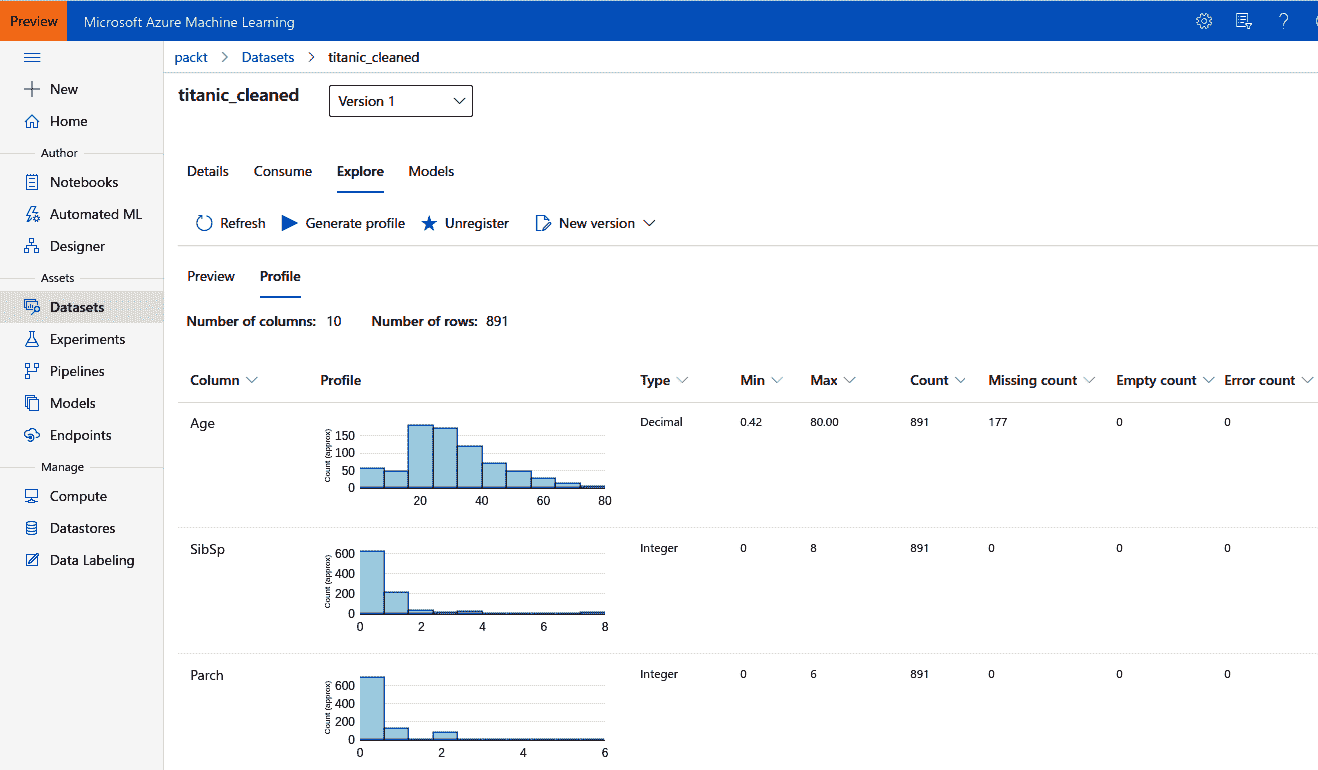 Preview Microsoft Azure Machine Learning
packt > Datasets > titanic_cleaned
titanic_cleaned Version 1
New
Home
Author
Notebooks
Automated ML
Designer
Assets
Datasets
Experiments
Pipelines
Models
Endpoints
Manage
Compute
Datastores
Data Labeling
Details Consume Explore Models
Refresh Generate profile Unregister New version
Preview Profile
Number of columns: 10 Number of rows: 891
Column Profile Type Min Max Count Missing count Empty count Error count
Age Decimal 0.42 80.00 891 177 0 0
Count (approx)
150
100
50
0
20 40 60 80
SibSp Integer 0 8 891 0 0 0
Count (approx)
600
400
200
0
0 2 4 6 8
Parch Integer 0 6 891 0 0 0
Count (approx)
600
400
200
0
0 2 4 6